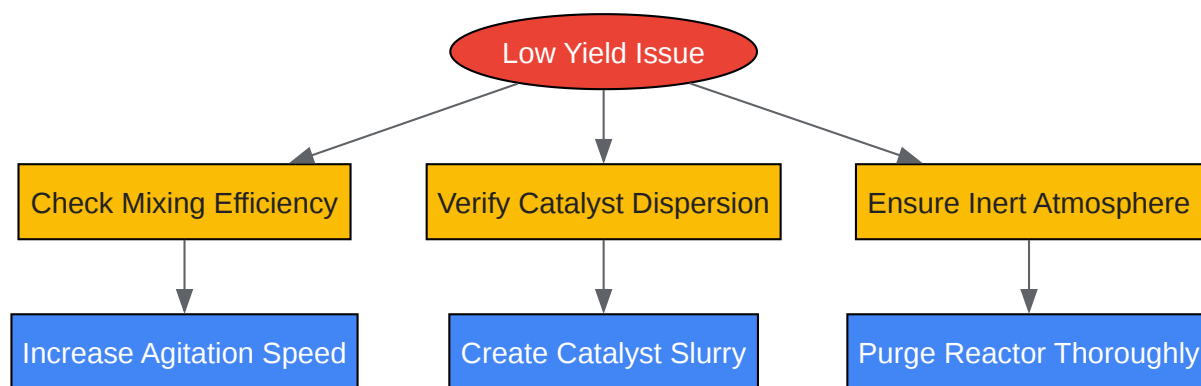 Low Yield Issue
Check Mixing Efficiency
Verify Catalyst Dispersion
Ensure Inert Atmosphere
Increase Agitation Speed
Create Catalyst Slurry
Purge Reactor Thoroughly